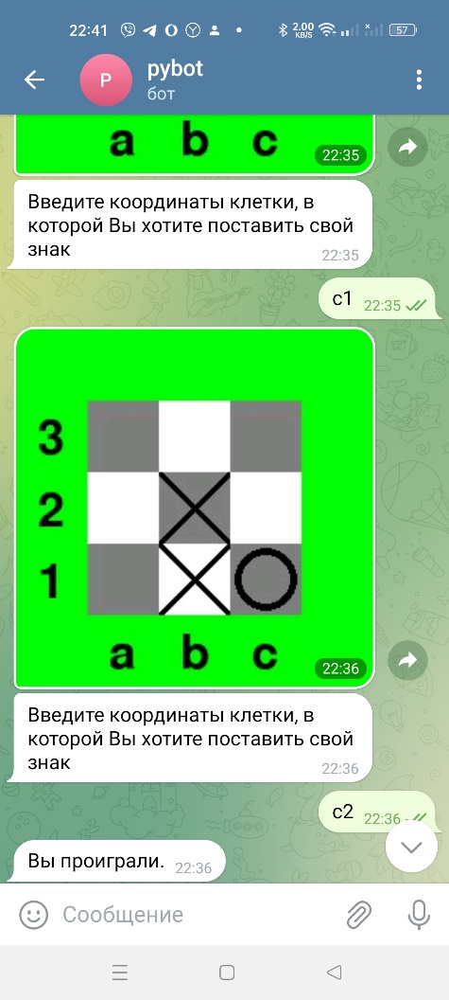 22:41
2.00
KB/S
57
P
pybot
бот
a b c
22:35
Введите координаты клетки, в
которой Вы хотите поставить свой
знак
22:35
c1 22:35
3
2
1
a b c
22:36
Введите координаты клетки, в
которой Вы хотите поставить свой
знак
22:36
c2 22:36
Вы проиграли. 22:36
Сообщение